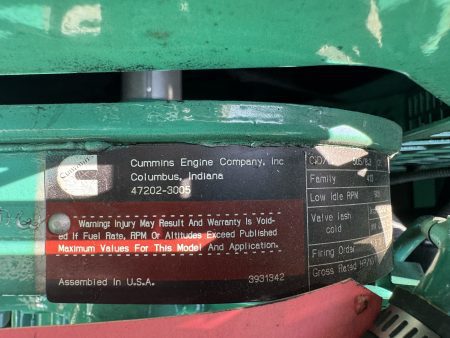 Cummins
Cummins Engine Company, Inc
Columbus, Indiana
47202-3005
Warning: Injury May Result And Warranty Is Void-
ed If Fuel Rate, RPM Or Altitudes Exceed Published
Maximum Values For This Model And Application.
Assembled In U.S.A.
3931342
Family
Low Idle RPM
Valve lash
cold
Firing Order
Gross Rated HP/